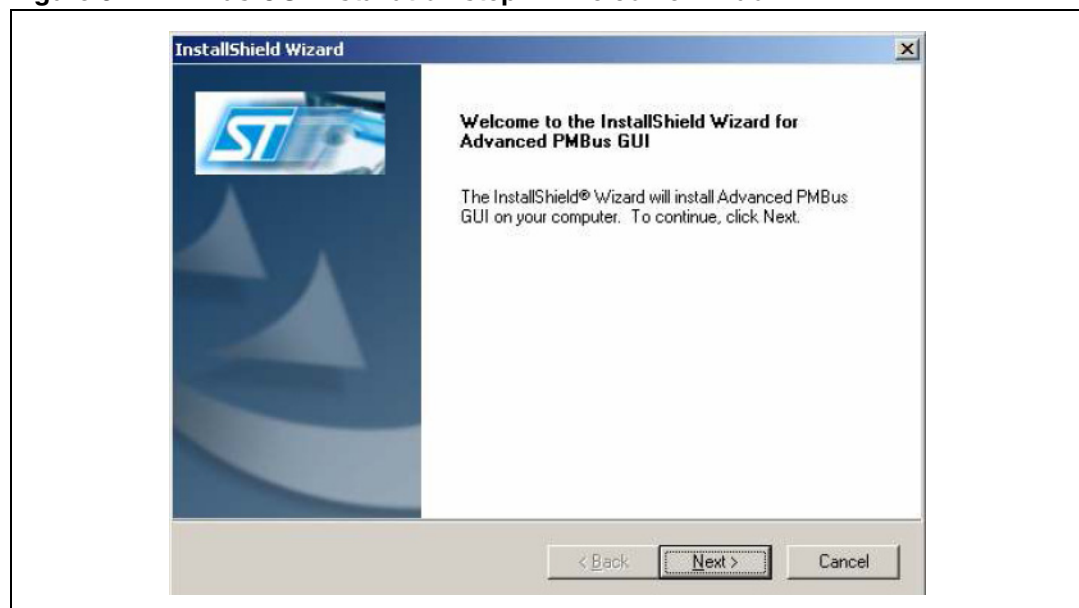 InstallShield Wizard
ST
Welcome to the InstallShield Wizard for
Advanced PMBus GUI
The InstallShield® Wizard will install Advanced PMBus
GUI on your computer. To continue, click Next.
< Back
Next >
Cancel